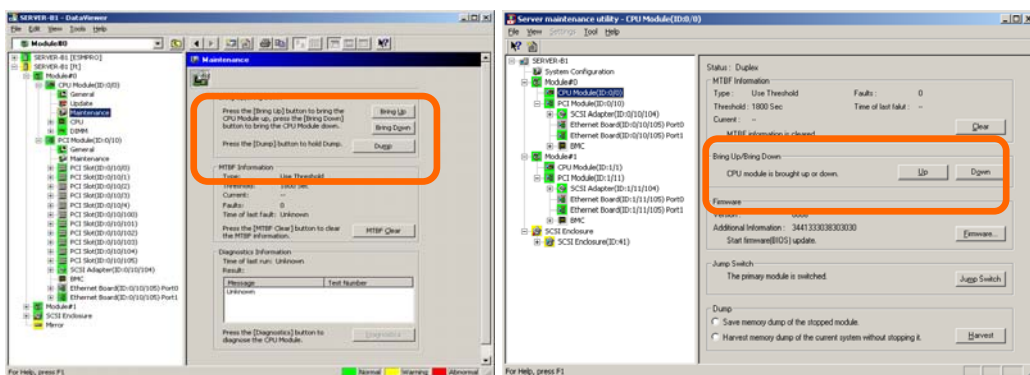 SERVER-B1 - DataViewer
File Edit View Tools Help
Module#0
SERVER-B1 [ESMPRO]
SERVER-B1 [ft]
Module#0
CPU Module(ID:0/0)
General
Update
Maintenance
CPU
DIMM
PCI Module(ID:0/10)
General
Maintenance
PCI Slot(ID:0/10/0)
PCI Slot(ID:0/10/1)
PCI Slot(ID:0/10/2)
PCI Slot(ID:0/10/3)
PCI Slot(ID:0/10/4)
PCI Slot(ID:0/10/100)
PCI Slot(ID:0/10/101)
PCI Slot(ID:0/10/102)
PCI Slot(ID:0/10/103)
PCI Slot(ID:0/10/104)
PCI Slot(ID:0/10/105)
SCSI Adapter(ID:0/10/104)
BMC
Ethernet Board(ID:0/10/105) Port0
Ethernet Board(ID:0/10/105) Port1
Module#1
SCSI Enclosure
Mirror
Maintenance
Press the [Bring Up] button to bring the
CPU Module up, press the [Bring Down]
button to bring the CPU Module down.
Bring Up
Bring Down
Press the [Dump] button to hold Dump.
Dump
MTBF Information
Type: Use Threshold
Threshold: 1800 Sec
Current: --
Faults: 0
Time of last fault: Unknown
Press the [MTBF Clear] button to clear
the MTBF information.
MTBF Clear
Diagnostics Information
Time of last run: Unknown
Result:
Message Test Number
Unknown
Press the [Diagnostics] button to
diagnose the CPU Module.
Diagnostics
For Help, press F1
Normal Warning Abnormal
Server maintenance utility - CPU Module(ID:0/0)
File View Settings Tool Help
SERVER-B1
System Configuration
Module#0
CPU Module(ID:0/0)
PCI Module(ID:0/10)
SCSI Adapter(ID:0/10/104)
Ethernet Board(ID:0/10/105) Port0
Ethernet Board(ID:0/10/105) Port1
BMC
Module#1
CPU Module(ID:1/1)
PCI Module(ID:1/11)
SCSI Adapter(ID:1/11/104)
Ethernet Board(ID:1/11/105) Port0
Ethernet Board(ID:1/11/105) Port1
BMC
SCSI Enclosure
SCSI Enclosure(ID:41)
Status : Duplex
MTBF Information
Type : Use Threshold Faults : 0
Threshold : 1800 Sec Time of last falut : --
Current : --
MTBF information is cleared.
Clear
Bring Up/Bring Down
CPU module is brought up or down.
Up Down
Firmware
Version :
Additional Information : 3441333038303030
Start firmware(BIOS) update.
Firmware...
Jump Switch
The primary module is switched.
Jump Switch
Dump
Save memory dump of the stopped module.
Harvest memory dump of the current system without stopping it.
Harvest
For Help, press F1